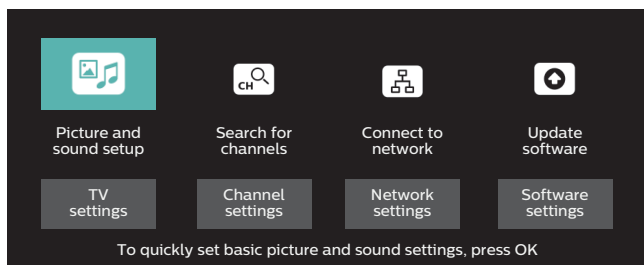 CH
Picture and
sound setup
Search for
channels
Connect to
network
Update
software
TV
settings
Channel
settings
Network
settings
Software
settings
To quickly set basic picture and sound settings, press OK